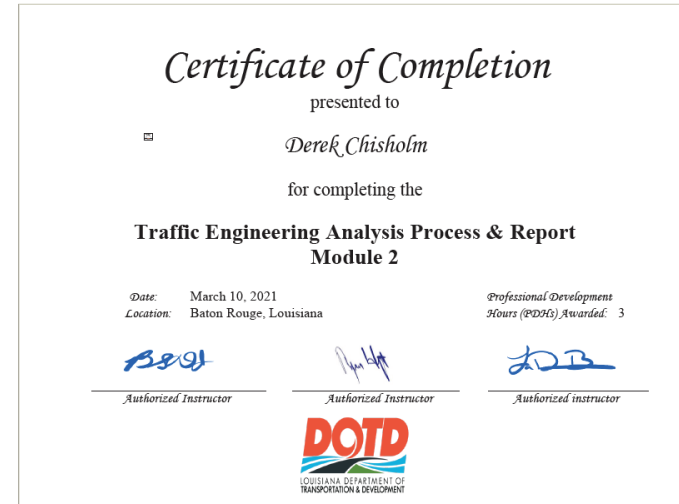 Certificate of Completion
presented to
Derek Chisholm
for completing the
Traffic Engineering Analysis Process & Report
Module 2
Date: March 10, 2021
Location: Baton Rouge, Louisiana
Professional Development
Hours (PDHs) Awarded: 3
Authorized Instructor
Authorized Instructor
Authorized instructor
DOTD
LOUISIANA DEPARTMENT OF
TRANSPORTATION & DEVELOPMENT